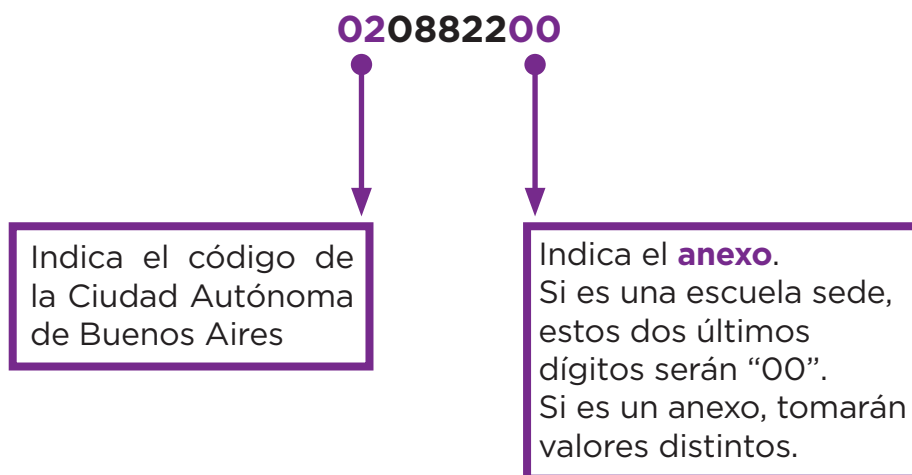 020882200
Indica el código de
la Ciudad Autónoma
de Buenos Aires
Indica el anexo.
Si es una escuela sede,
estos dos últimos
dígitos serán “00”.
Si es un anexo, tomarán
valores distintos.